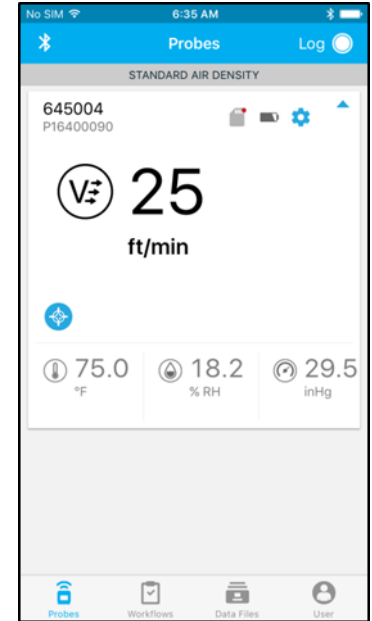 No SIM 6:35 AM
Probes Log
STANDARD AIR DENSITY
645004
P16400090
V 25
ft/min
75.0 18.2 29.5
°F % RH inHg
Probes Workflows Data Files User